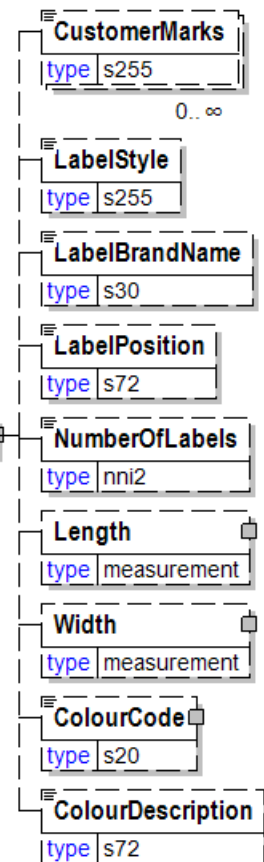 CustomerMarks
type s255
0.. ∞
LabelStyle
type s255
LabelBrandName
type s30
LabelPosition
type s72
NumberOfLabels
type nni2
Length
type measurement
Width
type measurement
ColourCode
type s20
ColourDescription
type s72